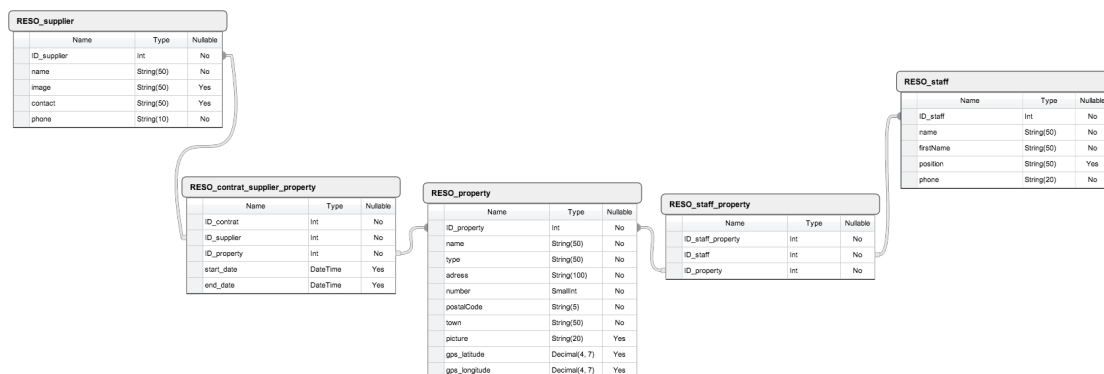 RESO_supplier
Name Type Nullable
ID_supplier Int No
name String(50) No
image String(50) Yes
contact String(50) Yes
phone String(10) No
RESO_contrat_supplier_property
Name Type Nullable
ID_contrat Int No
ID_supplier Int No
ID_property Int No
start_date DateTime Yes
end_date DateTime Yes
RESO_property
Name Type Nullable
ID_property Int No
name String(50) No
type String(50) No
adress String(100) No
number SmallInt No
postalCode String(5) No
town String(50) No
picture String(20) Yes
gps_latitude Decimal(4, 7) Yes
gps_longitude Decimal(4, 7) Yes
RESO_staff_property
Name Type Nullable
ID_staff_property Int No
ID_staff Int No
ID_property Int No
RESO_staff
Name Type Nullable
ID_staff Int No
name String(50) No
firstName String(50) No
position String(50) Yes
phone String(20) No